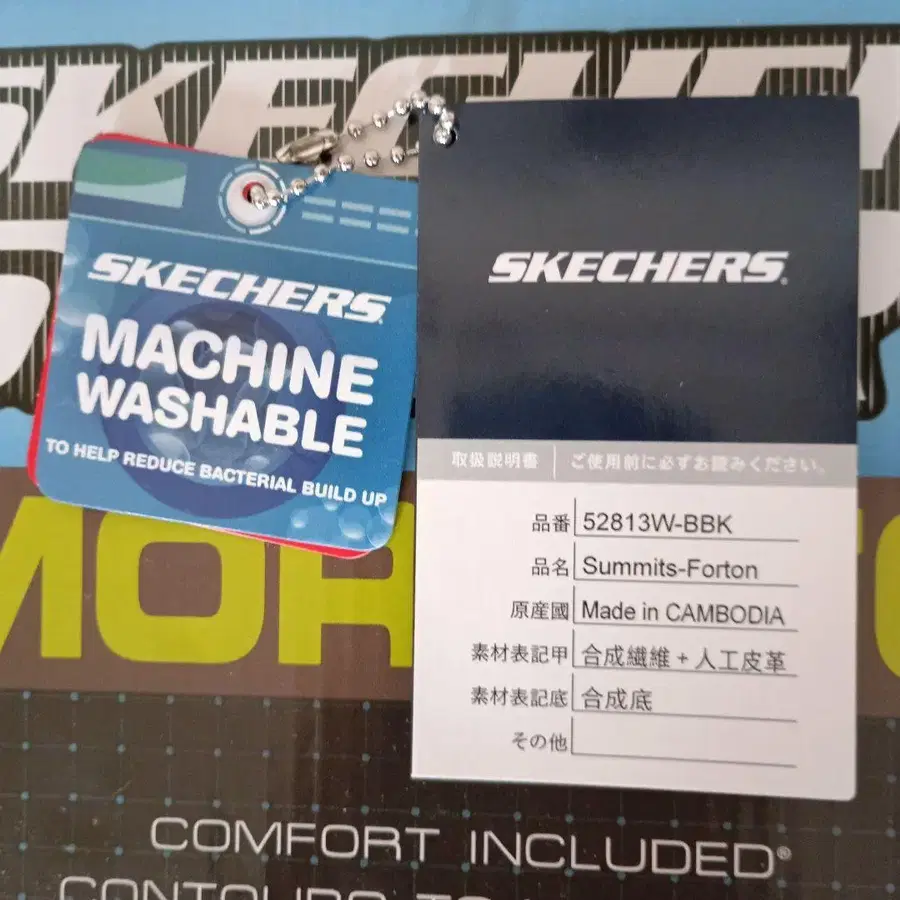 SKECHERS
MACHINE
WASHABLE
TO HELP REDUCE BACTERIAL BUILD UP
SKECHERS
取扱説明書 ご使用前に必ずお読みください。
品番 52813W-BBK
品名 Summits-Forton
原産國 Made in CAMBODIA
素材表記甲 合成繊維+人工皮革
素材表記底 合成底
その他
COMFORT INCLUDED®